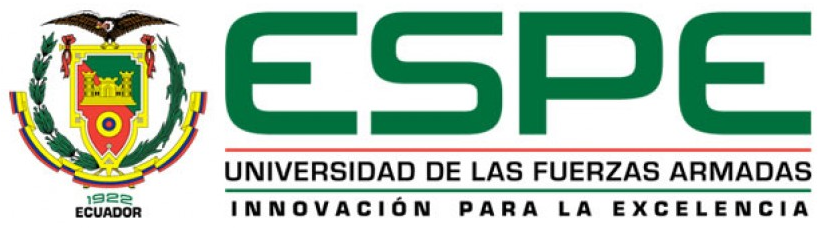 ESPE
UNIVERSIDAD DE LAS FUERZAS ARMADAS
INNOVACIÓN PARA LA EXCELENCIA
1922
ECUADOR